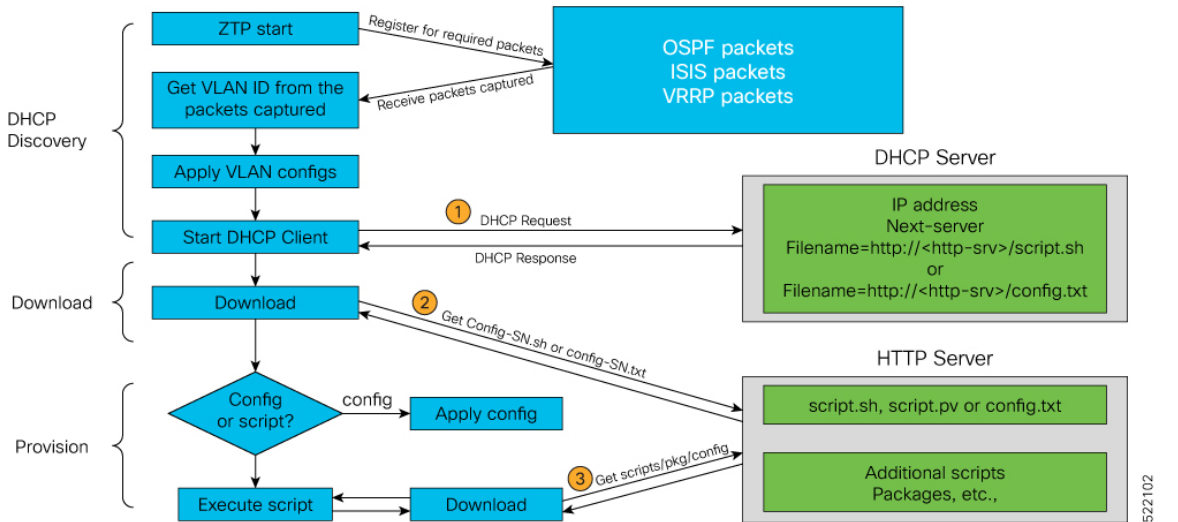 ZTP start
Register for required packets
OSPF packets
ISIS packets
VRRP packets
Get VLAN ID from the
packets captured
Receive packets captured
DHCP
Discovery
Apply VLAN configs
DHCP Server
Start DHCP Client
1
DHCP Request
DHCP Response
IP address
Next-server
Filename=http://<http-srv>/script.sh
or
Filename=http://<http-srv>/config.txt
Download
Download
2
Get Config-SN.sh or config-SN.txt
HTTP Server
script.sh, script.pv or config.txt
Config
or script?
config
Apply config
Provision
3
Get scripts/pkg/config
Additional scripts
Packages, etc.,
Execute script
Download
522102